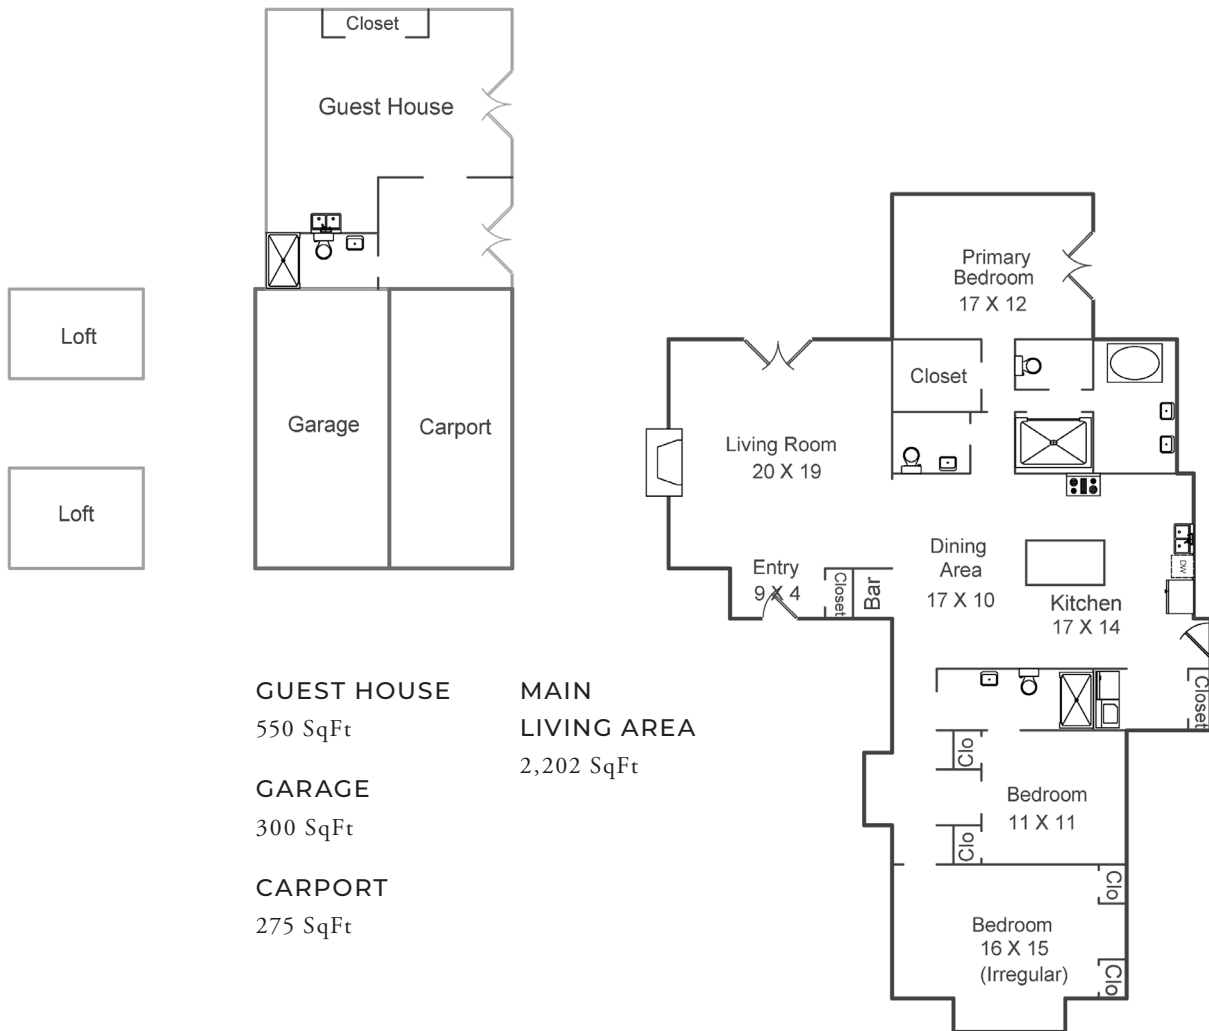 Closet
Guest House
Loft
Loft
Garage
Carport
Primary
Bedroom
17 X 12
Closet
Living Room
20 X 19
Entry
9 X 4
Closet
Bar
Dining
Area
17 X 10
DW
Kitchen
17 X 14
Closet
Clo
Bedroom
11 X 11
Clo
Clo
Bedroom
16 X 15
(Irregular)
Clo
GUEST HOUSE
550 SqFt
GARAGE
300 SqFt
CARPORT
275 SqFt
MAIN
LIVING AREA
2,202 SqFt